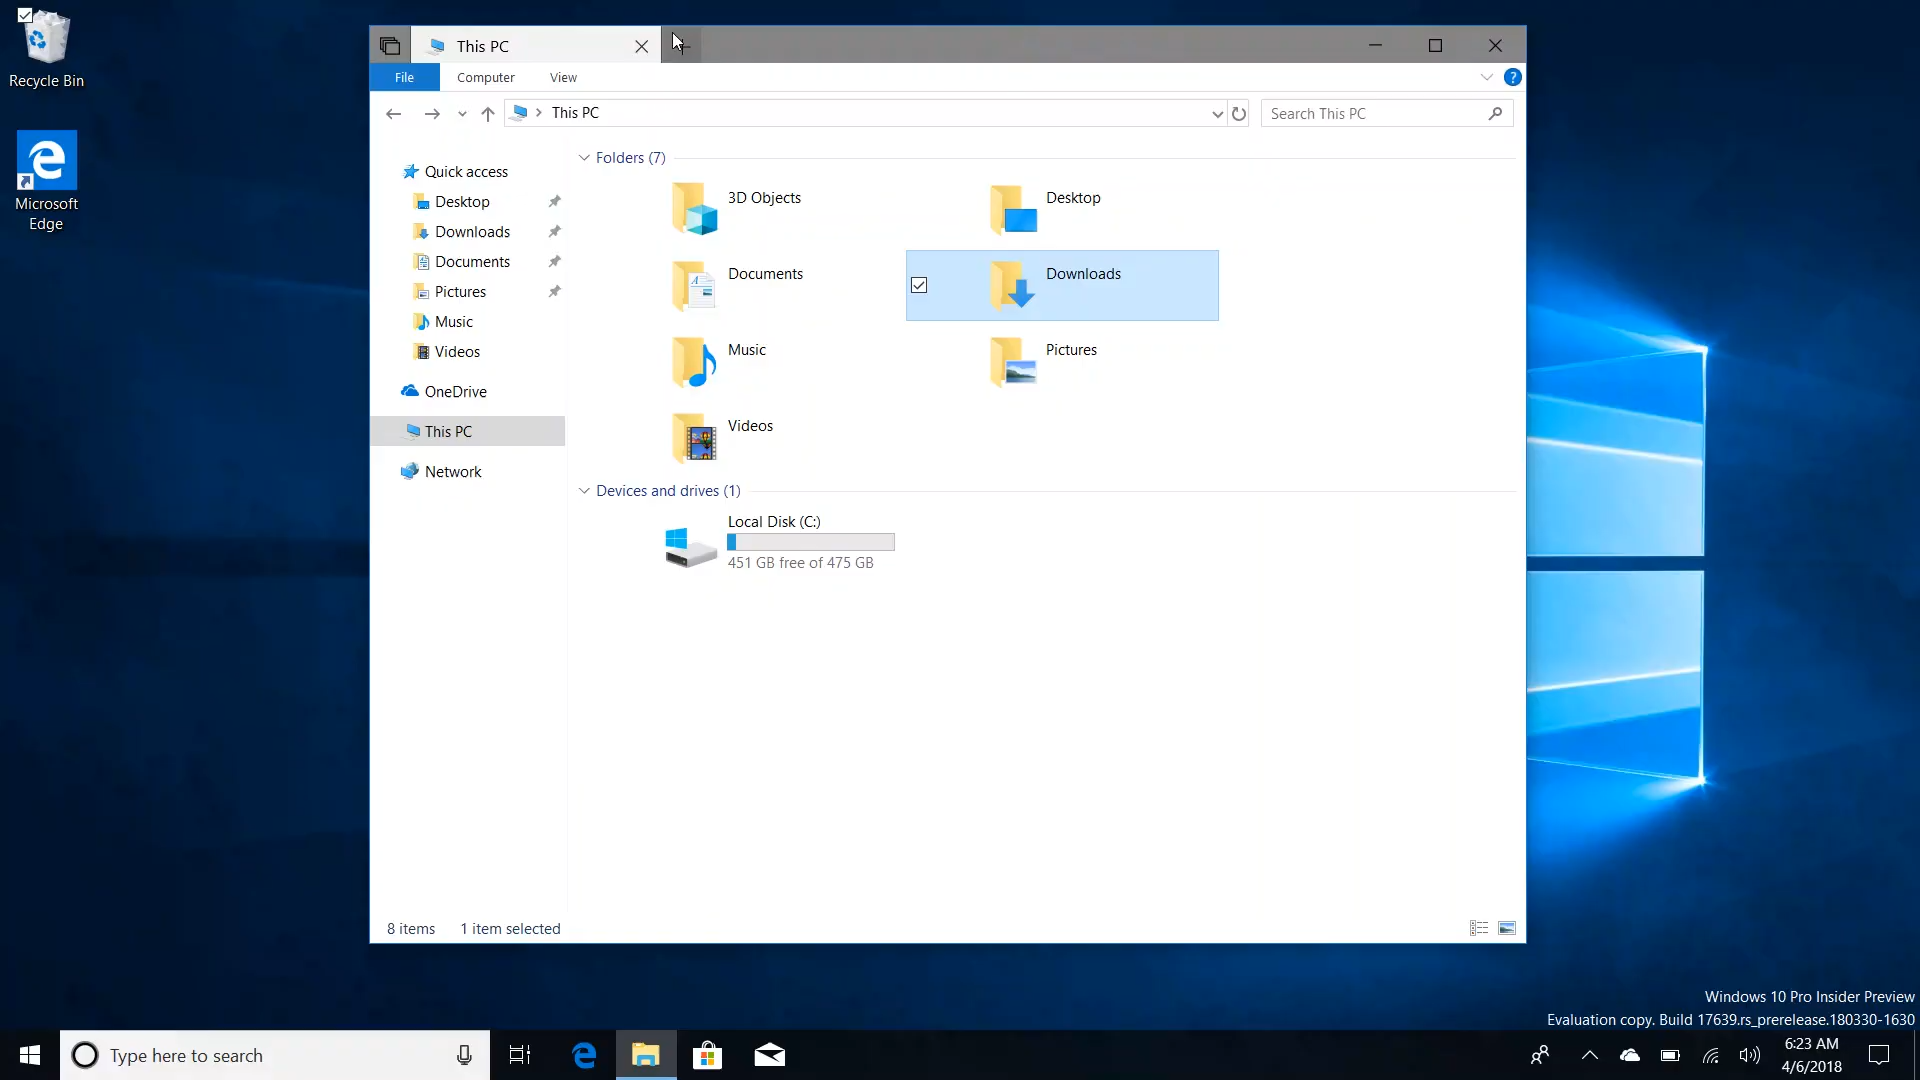 Recycle Bin
Microsoft
Edge
This PC
File Computer View
This PC
Search This PC
Quick access
Desktop
Downloads
Documents
Pictures
Music
Videos
OneDrive
This PC
Network
Folders (7)
3D Objects
Desktop
Documents
Downloads
Music
Pictures
Videos
Devices and drives (1)
Local Disk (C:)
451 GB free of 475 GB
8 items 1 item selected
Windows 10 Pro Insider Preview
Evaluation copy. Build 17639.rs_prerelease.180330-1630
Type here to search
6:23 AM
4/6/2018